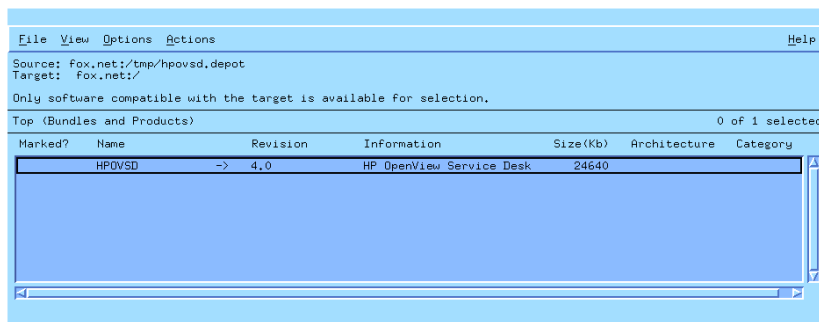 File View Options Actions Help
Source: fox.net:/tmp/hpovsd.depot
Target: fox.net:/
Only software compatible with the target is available for selection.
Top (Bundles and Products) 0 of 1 selected
Marked? Name Revision Information Size(Kb) Architecture Category
HPOVSD -> 4.0 HP OpenView Service Desk 24640